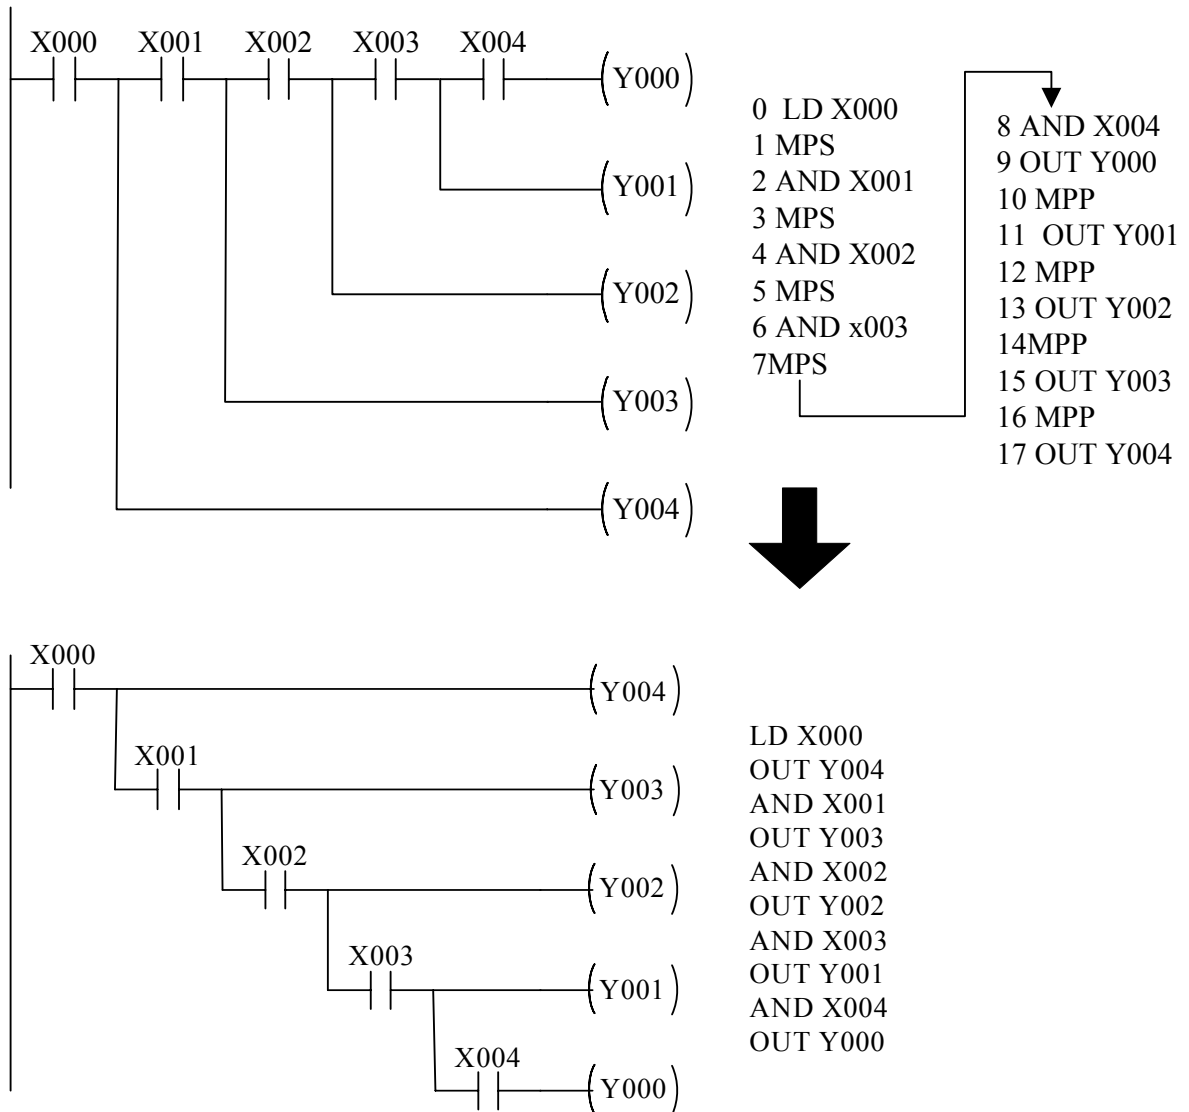 X000 X001 X002 X003 X004
Y000
Y001
Y002
Y003
Y004
0 LD X000
1 MPS
2 AND X001
3 MPS
4 AND X002
5 MPS
6 AND x003
7MPS
8 AND X004
9 OUT Y000
10 MPP
11 OUT Y001
12 MPP
13 OUT Y002
14MPP
15 OUT Y003
16 MPP
17 OUT Y004
X000
Y004
X001
Y003
X002
Y002
X003
Y001
X004
Y000
LD X000
OUT Y004
AND X001
OUT Y003
AND X002
OUT Y002
AND X003
OUT Y001
AND X004
OUT Y000